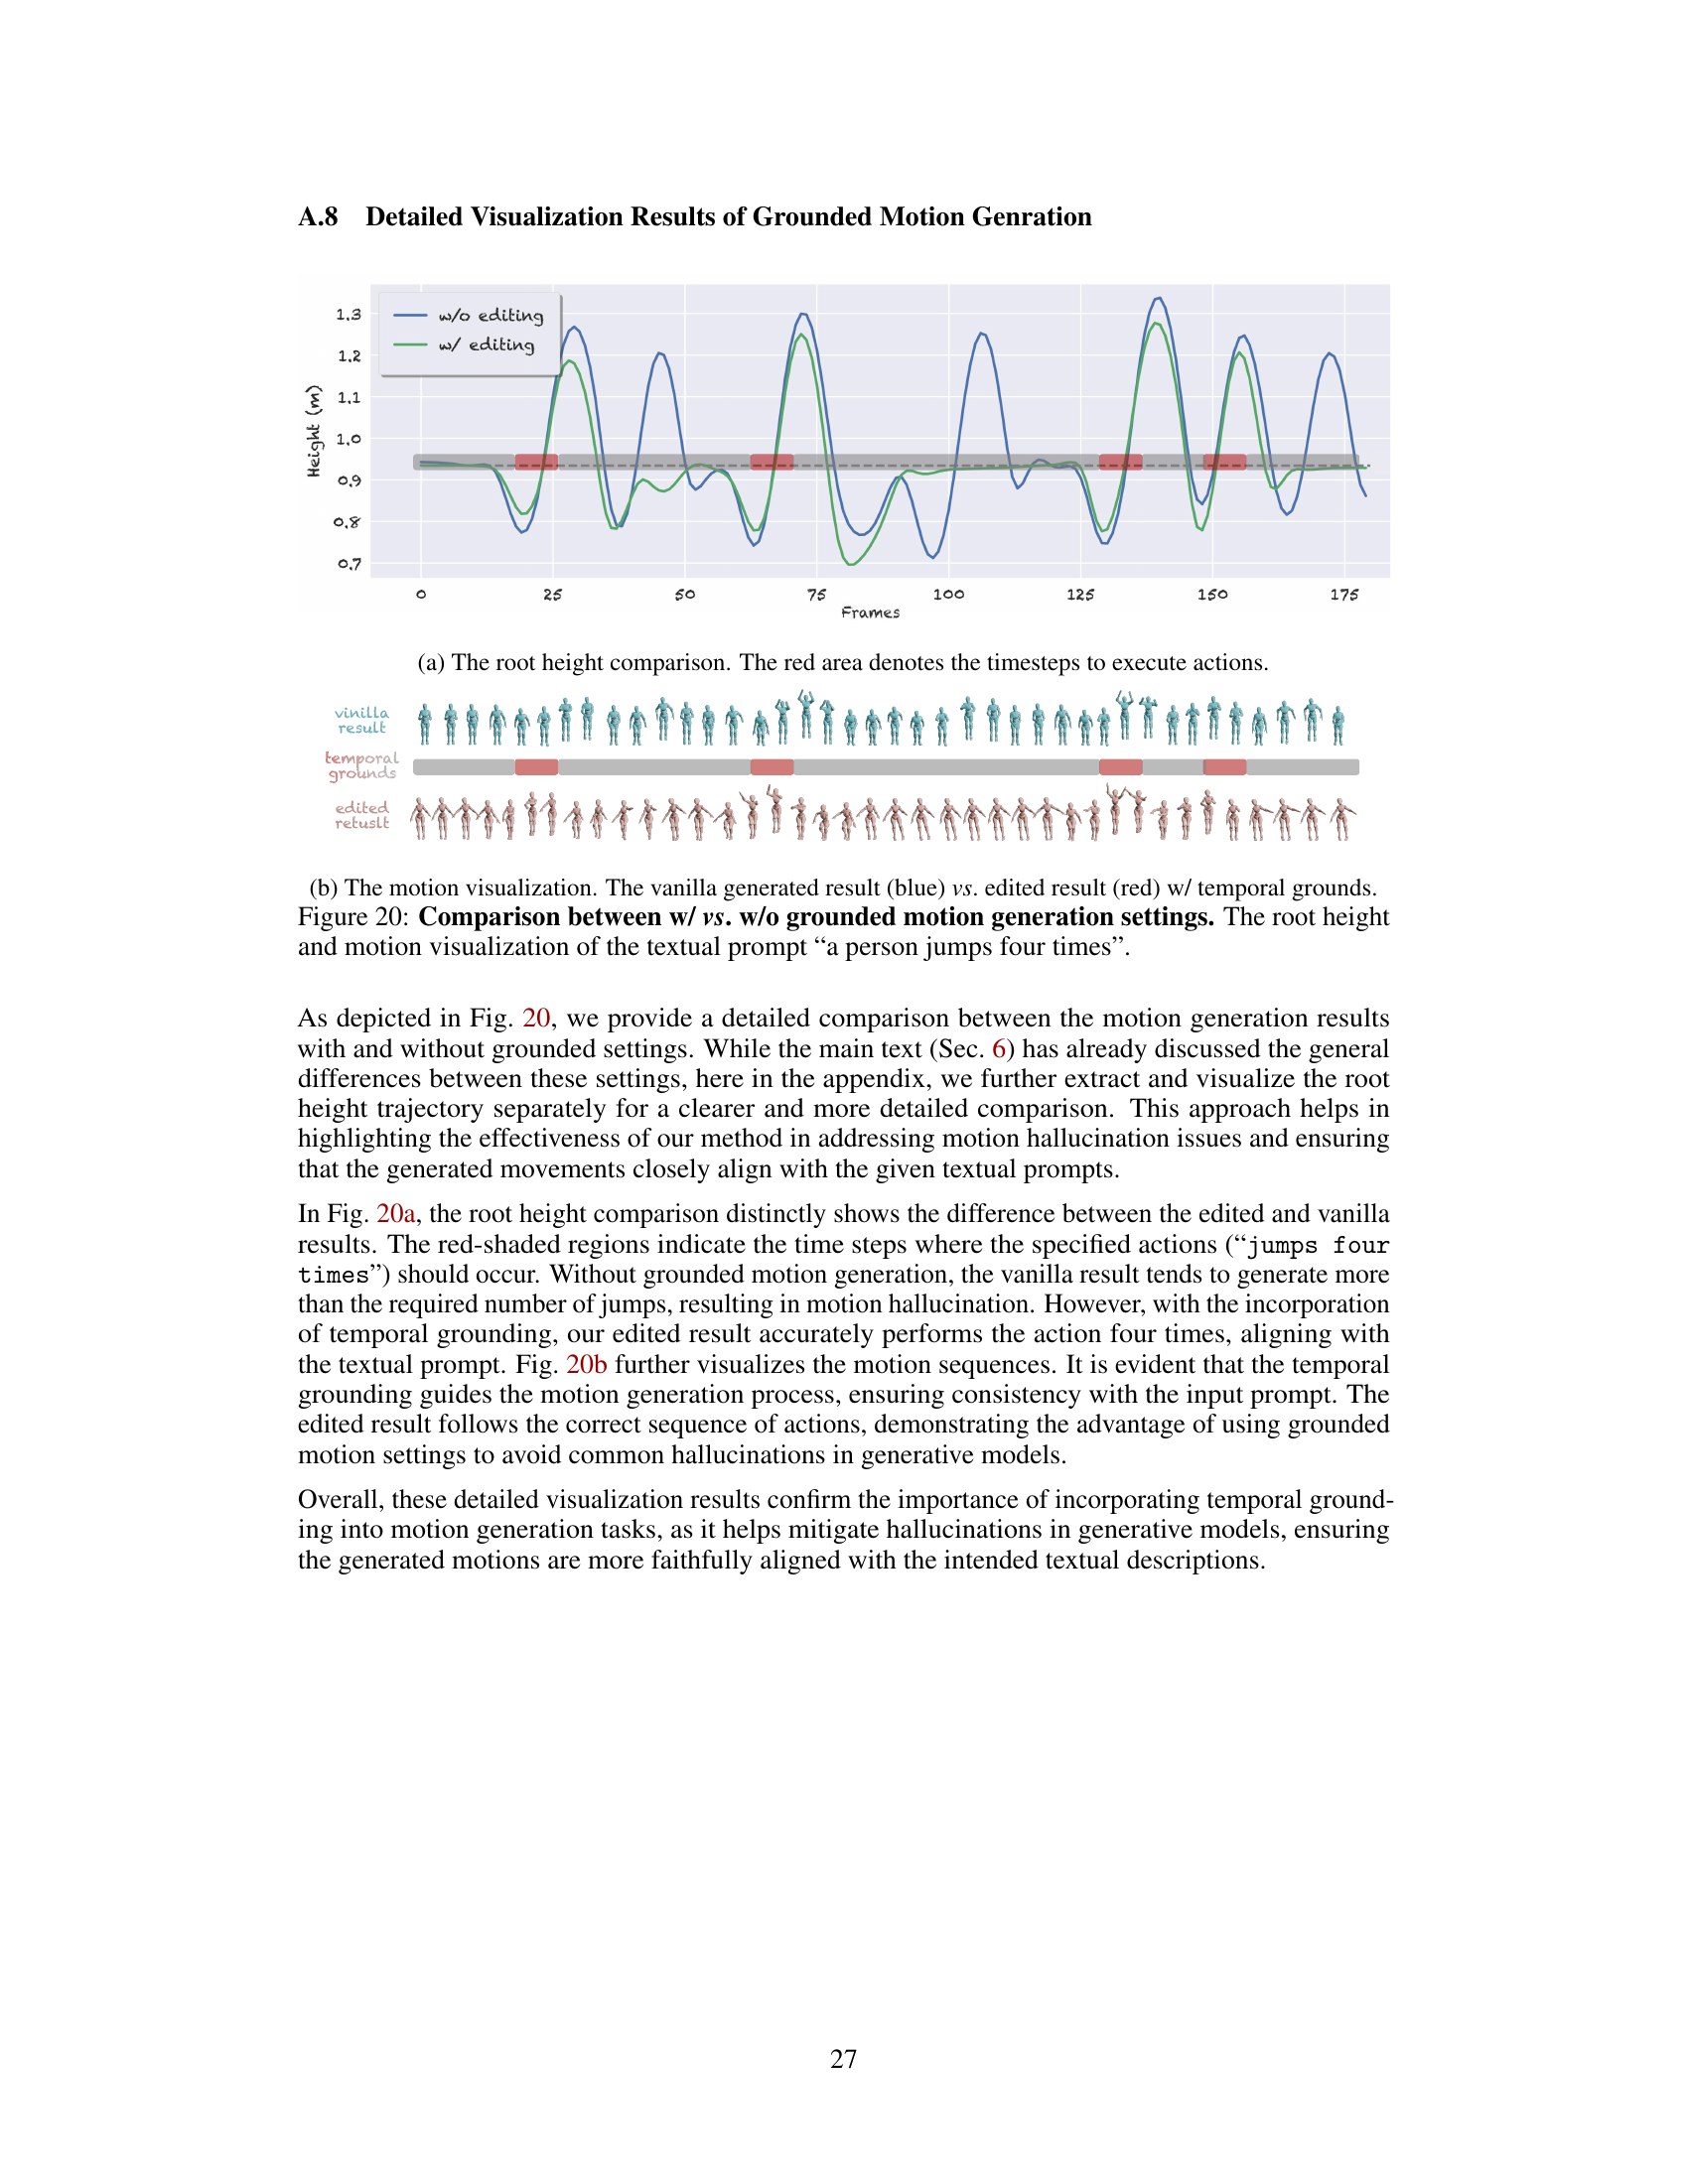 A.8 Detailed Visualization Results of Grounded Motion Genration
w/o editing
w/ editing
Height (m)
1.3
1.2
1.1
1.0
0.9
0.8
0.7
0 25 50 75 100 125 150 175
Frames
(a) The root height comparison. The red area denotes the timesteps to execute actions.
vinilla
result
temporal
grounds
edited
retuslt
(b) The motion visualization. The vanilla generated result (blue) vs. edited result (red) w/ temporal grounds.
Figure 20: Comparison between w/ vs. w/o grounded motion generation settings. The root height
and motion visualization of the textual prompt “a person jumps four times”.
As depicted in Fig. 20, we provide a detailed comparison between the motion generation results
with and without grounded settings. While the main text (Sec. 6) has already discussed the general
differences between these settings, here in the appendix, we further extract and visualize the root
height trajectory separately for a clearer and more detailed comparison. This approach helps in
highlighting the effectiveness of our method in addressing motion hallucination issues and ensuring
that the generated movements closely align with the given textual prompts.
In Fig. 20a, the root height comparison distinctly shows the difference between the edited and vanilla
results. The red-shaded regions indicate the time steps where the specified actions (“jumps four
times”) should occur. Without grounded motion generation, the vanilla result tends to generate more
than the required number of jumps, resulting in motion hallucination. However, with the incorporation
of temporal grounding, our edited result accurately performs the action four times, aligning with
the textual prompt. Fig. 20b further visualizes the motion sequences. It is evident that the temporal
grounding guides the motion generation process, ensuring consistency with the input prompt. The
edited result follows the correct sequence of actions, demonstrating the advantage of using grounded
motion settings to avoid common hallucinations in generative models.
Overall, these detailed visualization results confirm the importance of incorporating temporal ground-
ing into motion generation tasks, as it helps mitigate hallucinations in generative models, ensuring
the generated motions are more faithfully aligned with the intended textual descriptions.
27